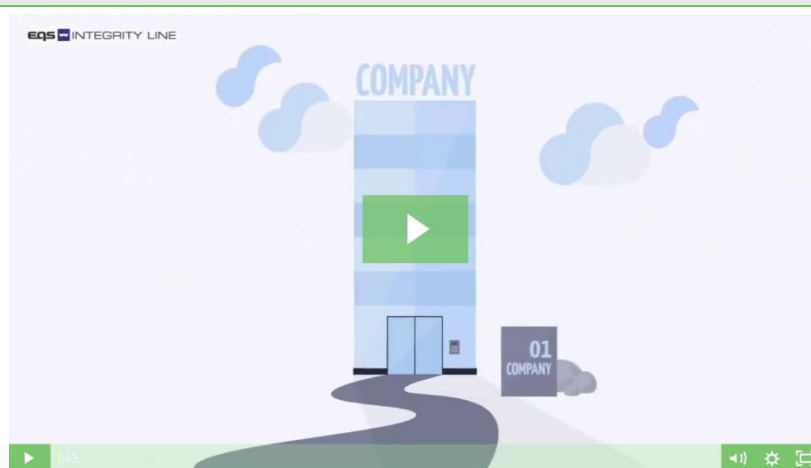 EQS INTEGRITY LINE
COMPANY
01
COMPANY
1:43